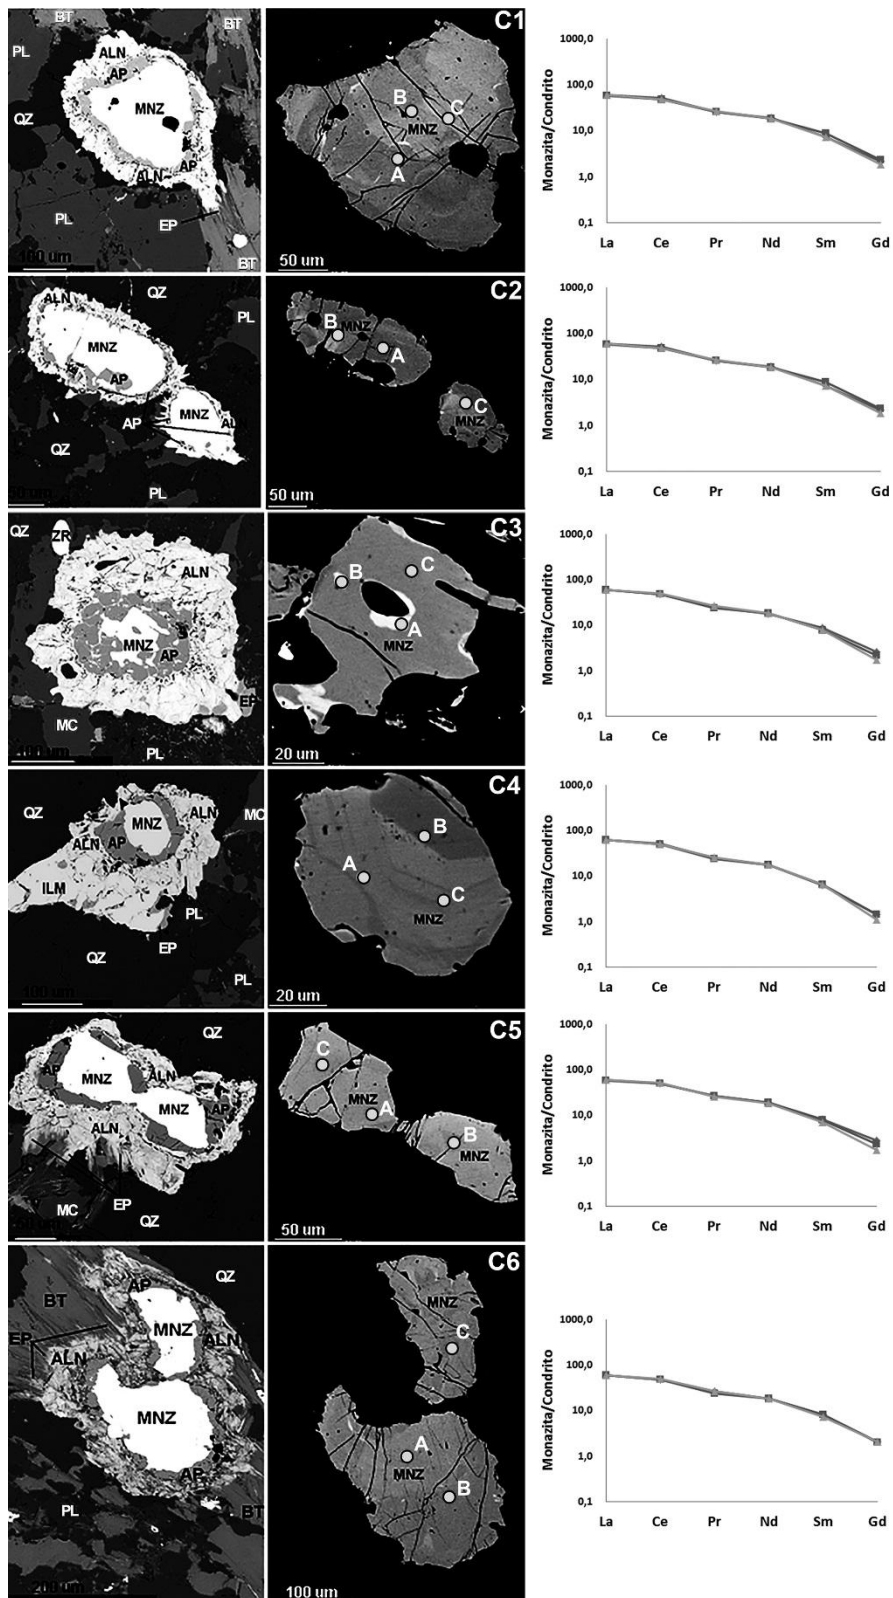 BT
BT
PL
ALN
AP
MNZ
QZ
AP
ALN
PL
EP
BT
100 um
C1
B
C
MNZ
A
50 um
Monazita/Condrito
1000,0
100,0
10,0
1,0
0,1
La Ce Pr Nd Sm Gd
ALN
QZ
PL
MNZ
AP
MNZ
AP
ALN
QZ
PL
50 um
C2
B
MNZ
A
C
MNZ
50 um
Monazita/Condrito
1000,0
100,0
10,0
1,0
0,1
La Ce Pr Nd Sm Gd
QZ
ZR
ALN
MNZ
AP
EP
MC
PL
100 um
C3
B
C
A
MNZ
20 um
Monazita/Condrito
1000,0
100,0
10,0
1,0
0,1
La Ce Pr Nd Sm Gd
QZ
MNZ
ALN
MC
ALN
AP
ILM
PL
QZ
EP
PL
100 um
C4
B
A
C
MNZ
20 um
Monazita/Condrito
1000,0
100,0
10,0
1,0
0,1
La Ce Pr Nd Sm Gd
QZ
AP
MNZ
ALN
MNZ
AP
ALN
MC
EP
QZ
50 um
C5
C
MNZ
A
B
MNZ
50 um
Monazita/Condrito
1000,0
100,0
10,0
1,0
0,1
La Ce Pr Nd Sm Gd
AP
QZ
BT
MNZ
EP
ALN
ALN
MNZ
AP
PL
BT
200 um
C6
MNZ
C
A
MNZ
B
100 um
Monazita/Condrito
1000,0
100,0
10,0
1,0
0,1
La Ce Pr Nd Sm Gd